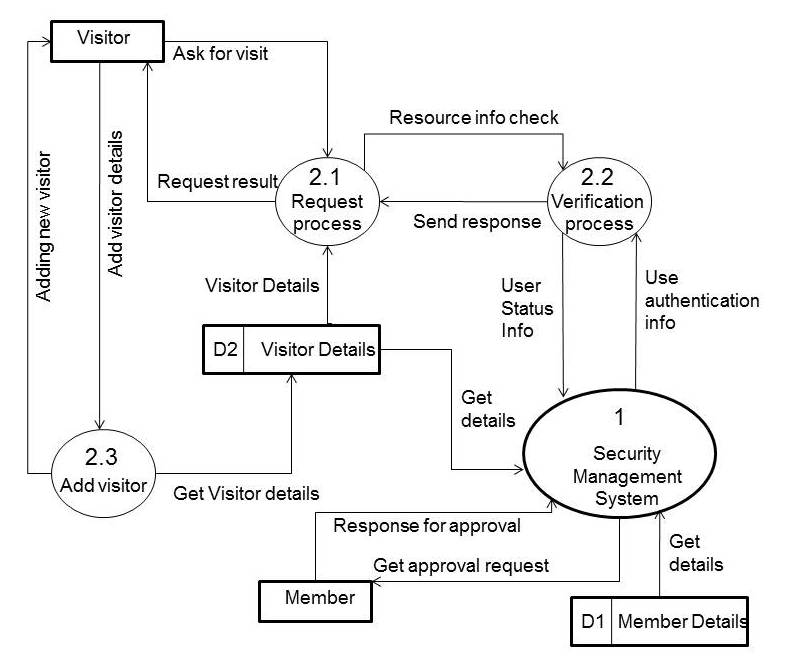 Visitor
Ask for visit
Resource info check
Adding new visitor
Add visitor details
Request result
2.1
Request
process
2.2
Verification
process
Send response
Visitor Details
User
Status
Info
Use
authentication
info
D2 Visitor Details
Get
details
1
Security
Management
System
2.3
Add visitor
Get Visitor details
Response for approval
Get approval request
Get
details
Member
D1 Member Details